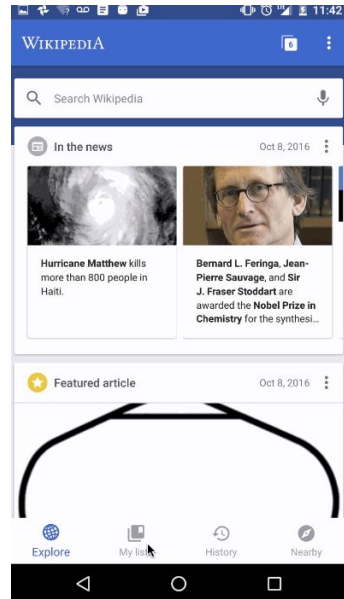 11:42
WIKIPEDIA
6
Search Wikipedia
In the news
Oct 8, 2016
Hurricane Matthew kills
more than 800 people in
Haiti.
Bernard L. Feringa, Jean-
Pierre Sauvage, and Sir
J. Fraser Stoddart are
awarded the Nobel Prize in
Chemistry for the synthesi...
Featured article
Oct 8, 2016
Explore
My lists
History
Nearby